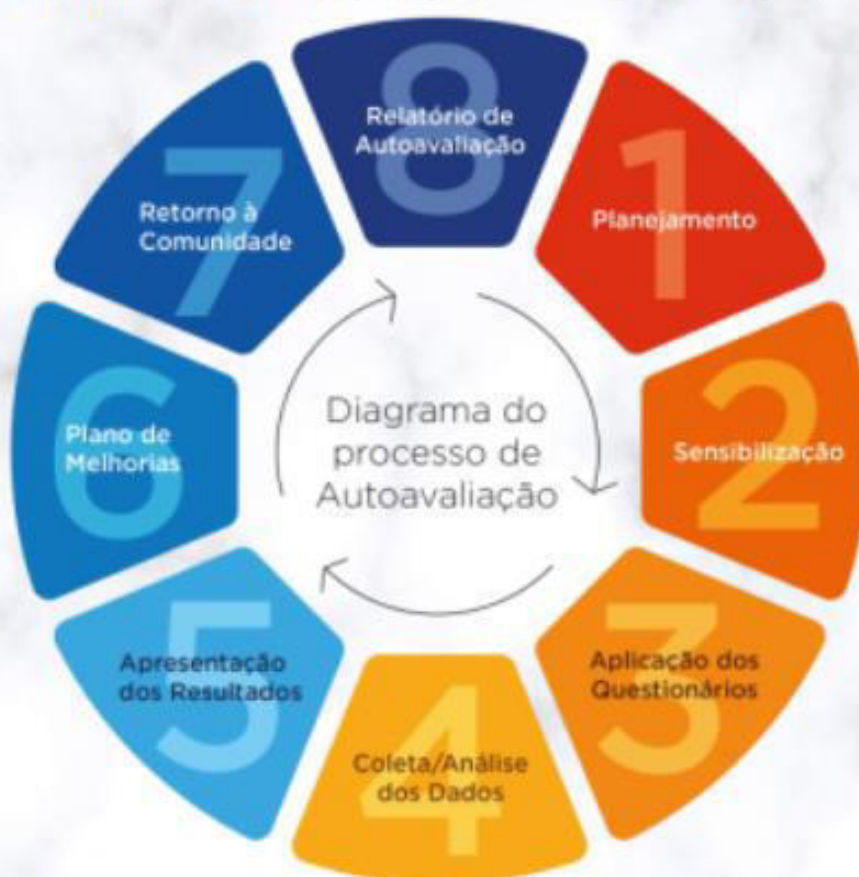 8
Relatório de
Autoavaliação
1
Planejamento
2
Sensibilização
3
Aplicação dos
Questionários
4
Coleta/Análise
dos Dados
5
Apresentação
dos Resultados
6
Plano de
Melhorias
7
Retorno à
Comunidade
Diagrama do
processo de
Autoavaliação